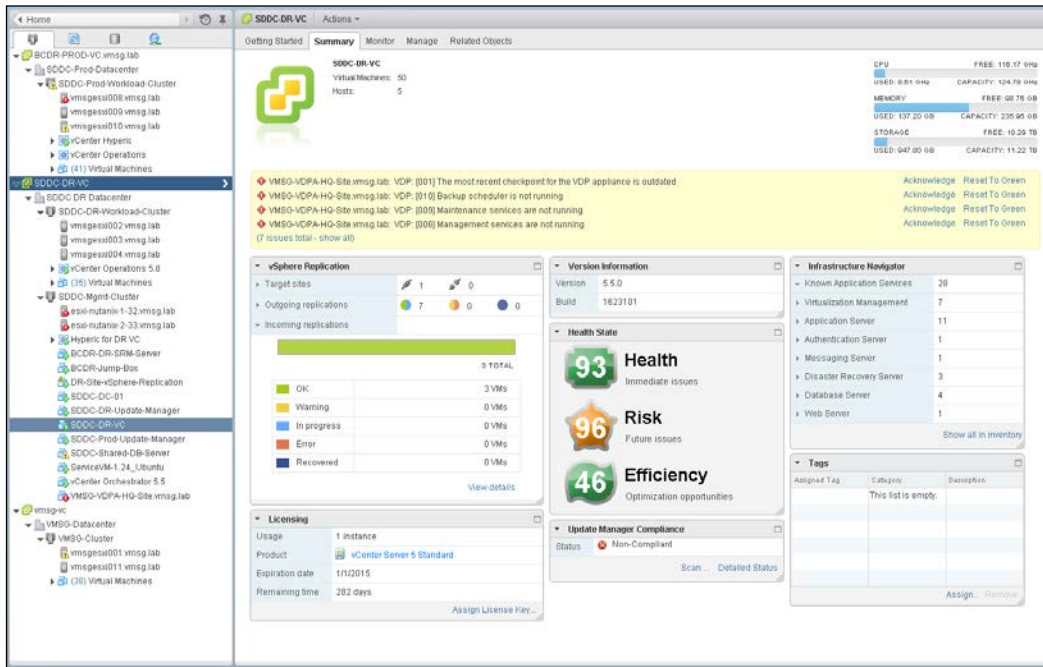 Home
BCDR-PROD-VC.vmsg.lab
SDDC-Prod-Datacenter
SDDC-Prod-Workload-Cluster
vmsgesxi008.vmsg.lab
vmsgesxi009.vmsg.lab
vmsgesxi010.vmsg.lab
vCenter Hyperic
vCenter Operations
(41) Virtual Machines
SDDC-DR-VC
SDDC DR Datacenter
SDDC-DR-Workload-Cluster
vmsgesxi002.vmsg.lab
vmsgesxi003.vmsg.lab
vmsgesxi004.vmsg.lab
vCenter Operations 5.8
(35) Virtual Machines
SDDC-Mgmt-Cluster
esxi-nutanix-1-32.vmsg.lab
esxi-nutanix-2-33.vmsg.lab
Hyperic for DR VC
BCDR-DR-SRM-Server
BCDR-Jump-Box
DR-Site-vSphere-Replication
SDDC-DC-01
SDDC-DR-Update-Manager
SDDC-DR-VC
SDDC-Prod-Update-Manager
SDDC-Shared-DB-Server
ServiceVM-1.24_Ubuntu
vCenter Orchestrator 5.5
VMSG-VDPA-HQ-Site.vmsg.lab
vmsg-vc
VMSG-Datacenter
VMSG-Cluster
vmsgesxi001.vmsg.lab
vmsgesxi011.vmsg.lab
(38) Virtual Machines
SDDC-DR-VC Actions
Getting Started Summary Monitor Manage Related Objects
SDDC-DR-VC
Virtual Machines: 50
Hosts: 5
CPU FREE: 116.17 GHz
USED: 8.61 GHz CAPACITY: 124.78 GHz
MEMORY FREE: 98.75 GB
USED: 137.20 GB CAPACITY: 235.95 GB
STORAGE FREE: 10.29 TB
USED: 947.00 GB CAPACITY: 11.22 TB
VMSG-VDPA-HQ-Site.vmsg.lab: VDP: [001] The most recent checkpoint for the VDP appliance is outdated Acknowledge Reset To Green
VMSG-VDPA-HQ-Site.vmsg.lab: VDP: [010] Backup scheduler is not running Acknowledge Reset To Green
VMSG-VDPA-HQ-Site.vmsg.lab: VDP: [009] Maintenance services are not running Acknowledge Reset To Green
VMSG-VDPA-HQ-Site.vmsg.lab: VDP: [006] Management services are not running Acknowledge Reset To Green
(7 issues total - show all)
vSphere Replication
Target sites 1 0
Outgoing replications 7 0 0
Incoming replications
3 TOTAL
OK 3 VMs
Warning 0 VMs
In progress 0 VMs
Error 0 VMs
Recovered 0 VMs
View details
Licensing
Usage 1 instance
Product vCenter Server 5 Standard
Expiration date 1/1/2015
Remaining time 282 days
Assign License Key...
Version Information
Version 5.5.0
Build 1623101
Health State
93 Health
Immediate issues
96 Risk
Future issues
46 Efficiency
Optimization opportunities
Update Manager Compliance
Status Non-Compliant
Scan ... Detailed Status
Infrastructure Navigator
Known Application Services 28
Virtualization Management 7
Application Server 11
Authentication Server 1
Messaging Server 1
Disaster Recovery Server 3
Database Server 4
Web Server 1
Show all in inventory
Tags
Assigned Tag Category Description
This list is empty.
Assign... Remove